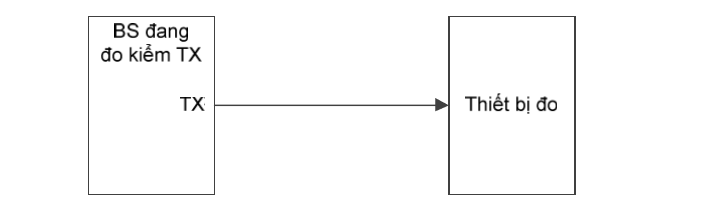 BS đang
đo kiểm TX
TX
Thiết bị đo